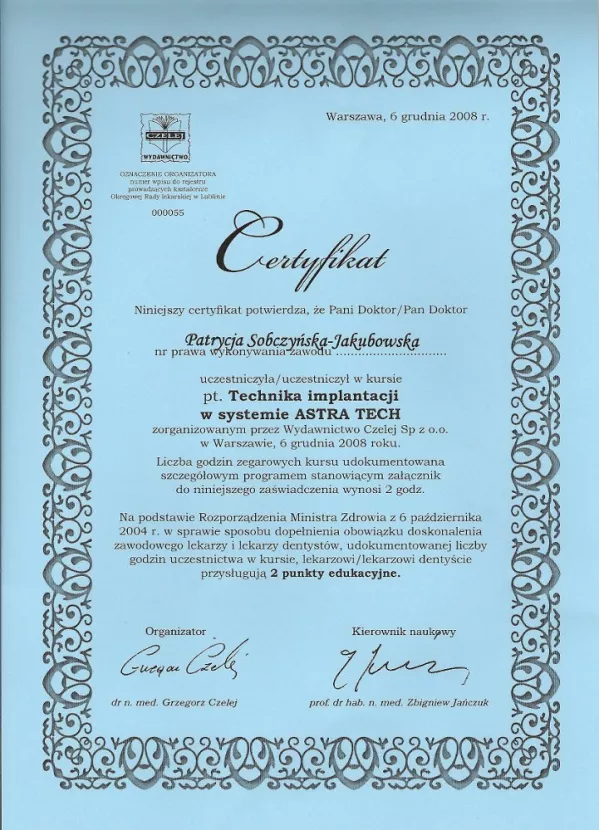 Warszawa, 6 grudnia 2008 r.
CZELEJ
WYDAWNICTWO
OZNACZENIE ORGANIZATORA
numer wpisu do rejestru
prowadzących kształcenie
Okręgowej Rady lekarskiej w Lublinie
000055
Certyfikat
Niniejszy certyfikat potwierdza, że Pani Doktor/Pan Doktor
Patrycja Sobczyńska-Jakubowska
nr prawa wykonywania zawodu ..............................
uczestniczyła/uczestniczył w kursie
pt. Technika implantacji
w systemie ASTRA TECH
zorganizowanym przez Wydawnictwo Czelej Sp z o.o.
w Warszawie, 6 grudnia 2008 roku.
Liczba godzin zegarowych kursu udokumentowana
szczegółowym programem stanowiącym załącznik
do niniejszego zaświadczenia wynosi 2 godz.
Na podstawie Rozporządzenia Ministra Zdrowia z 6 października
2004 r. w sprawie sposobu dopełnienia obowiązku doskonalenia
zawodowego lekarzy i lekarzy dentystów, udokumentowanej liczby
godzin uczestnictwa w kursie, lekarzowi/lekarzowi dentyście
przysługują 2 punkty edukacyjne.
Organizator
Kierownik naukowy
Grzegorz Czelej
dr n. med. Grzegorz Czelej
prof. dr hab. n. med. Zbigniew Jańczuk